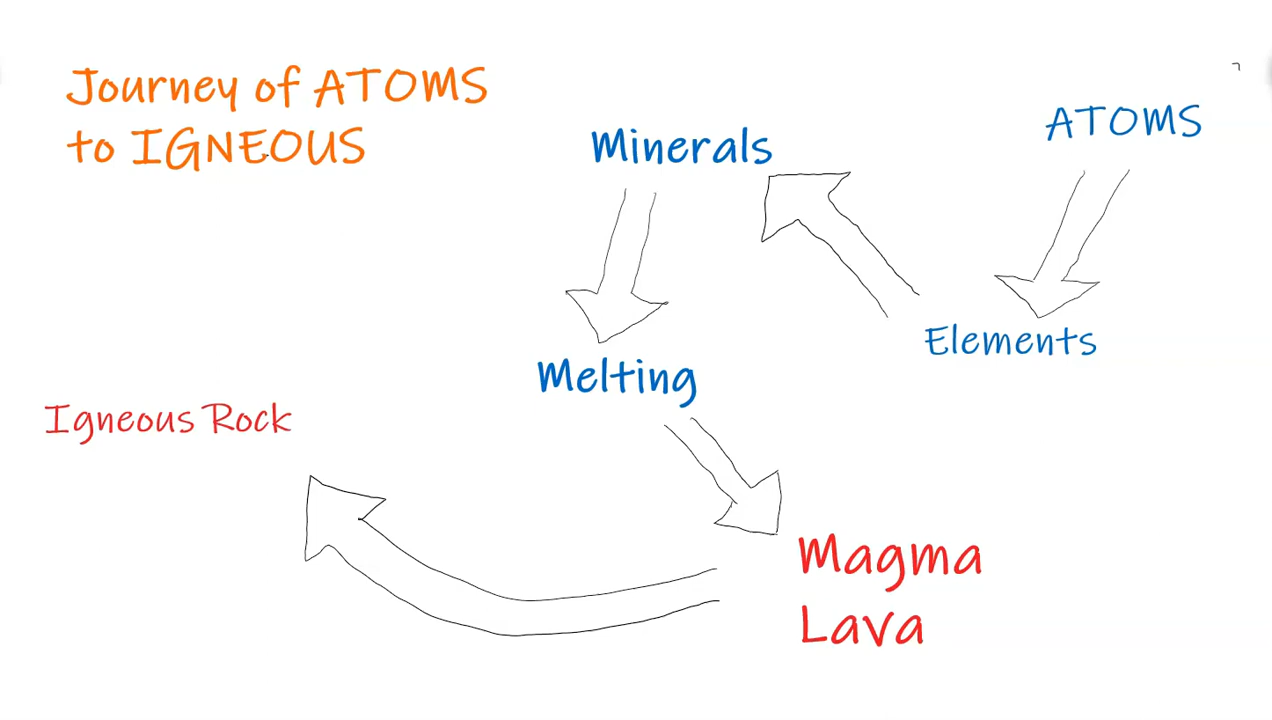 Journey of ATOMS
to IGNEOUS
ATOMS
Minerals
Elements
Melting
Igneous Rock
Magma
Lava